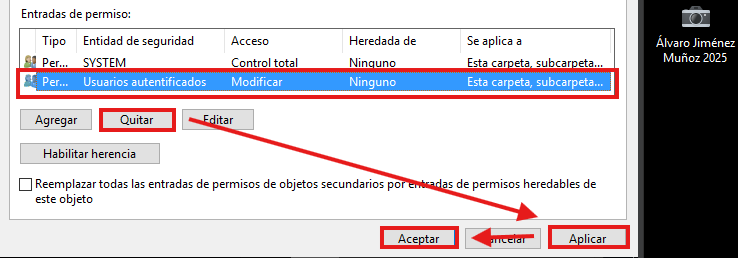 Entradas de permiso:
Tipo Entidad de seguridad Acceso Heredada de Se aplica a
Per... SYSTEM Control total Ninguno Esta carpeta, subcarpeta...
Per... Usuarios autentificados Modificar Ninguno Esta carpeta, subcarpeta...
Agregar Quitar Editar
Habilitar herencia
Reemplazar todas las entradas de permisos de objetos secundarios por entradas de permisos heredables de
este objeto
Aceptar Cancelar Aplicar
Álvaro Jiménez
Muñoz 2025